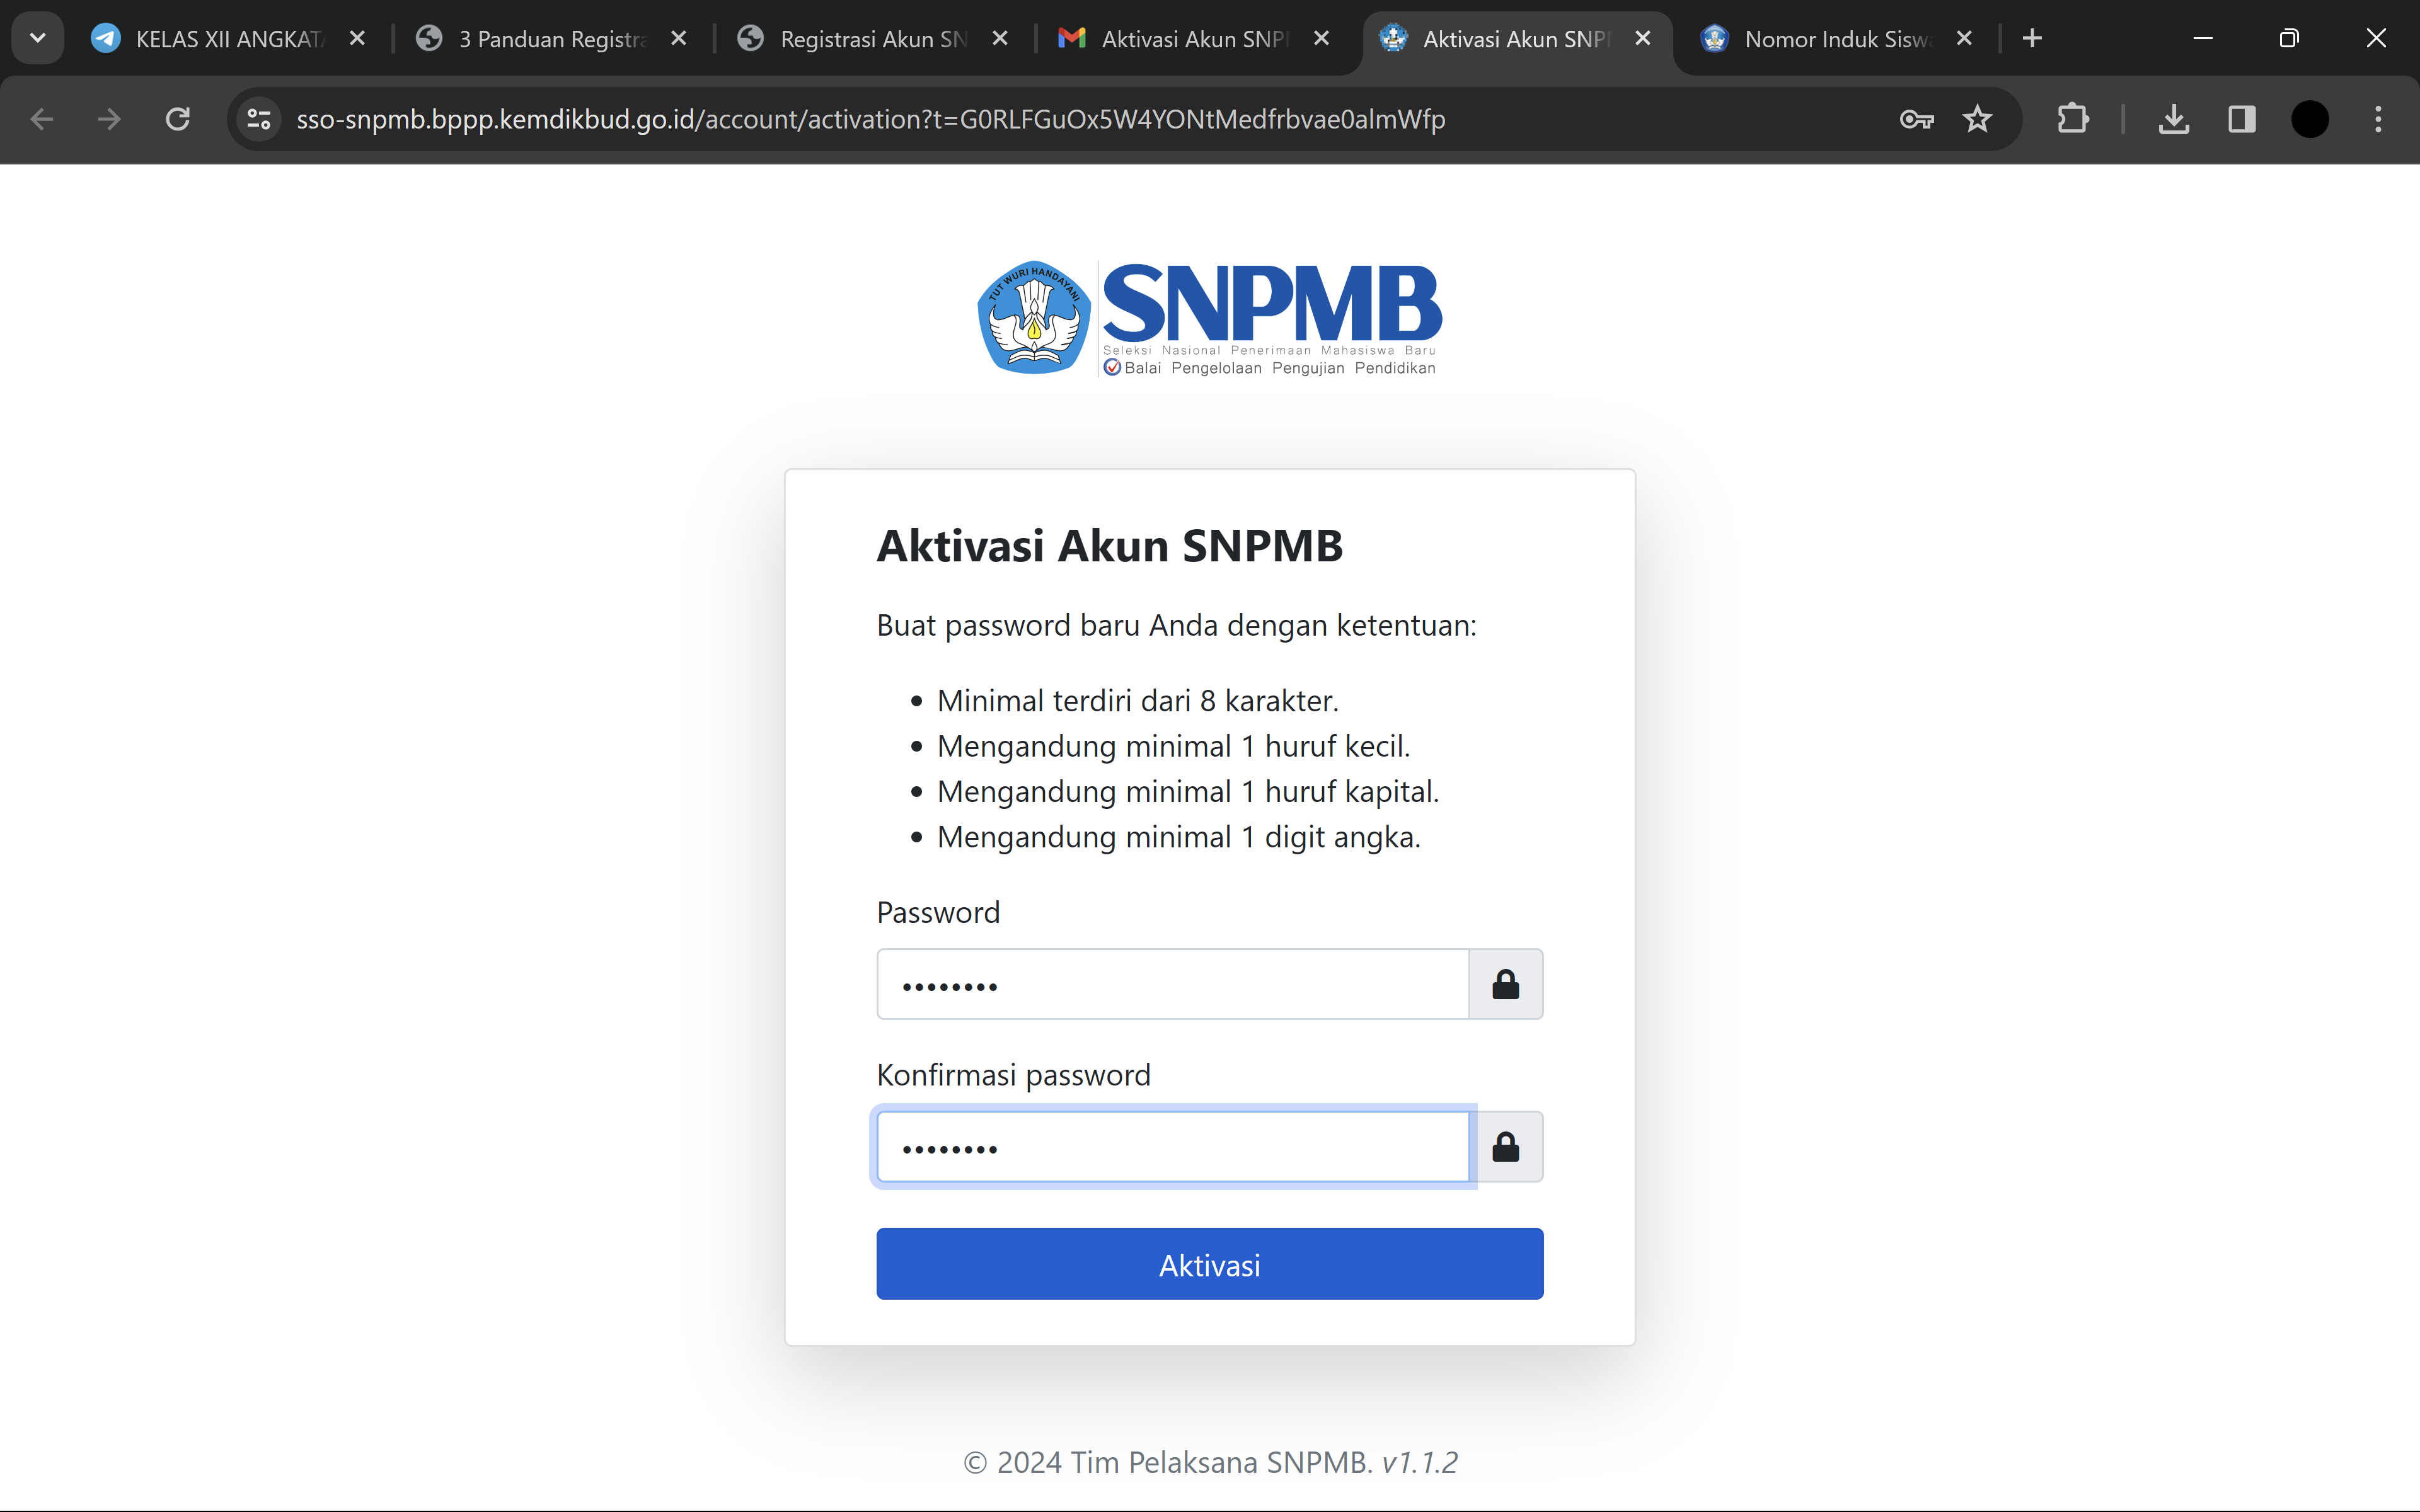 KELAS XII ANGKATA
3 Panduan Registra
Registrasi Akun SN
Aktivasi Akun SNP
Aktivasi Akun SNP
Nomor Induk Sisw
sso-snpmb.bppp.kemdikbud.go.id/account/activation?t=G0RLFGuOx5W4YONtMedfrbvae0almWfp
TUT WURI HANDAYANI
SNPMB
Seleksi Nasional Penerimaan Mahasiswa Baru
Balai Pengelolaan Pengujian Pendidikan
Aktivasi Akun SNPMB
Buat password baru Anda dengan ketentuan:
• Minimal terdiri dari 8 karakter.
• Mengandung minimal 1 huruf kecil.
• Mengandung minimal 1 huruf kapital.
• Mengandung minimal 1 digit angka.
Password
••••••••
Konfirmasi password
••••••••
Aktivasi
© 2024 Tim Pelaksana SNPMB. v1.1.2